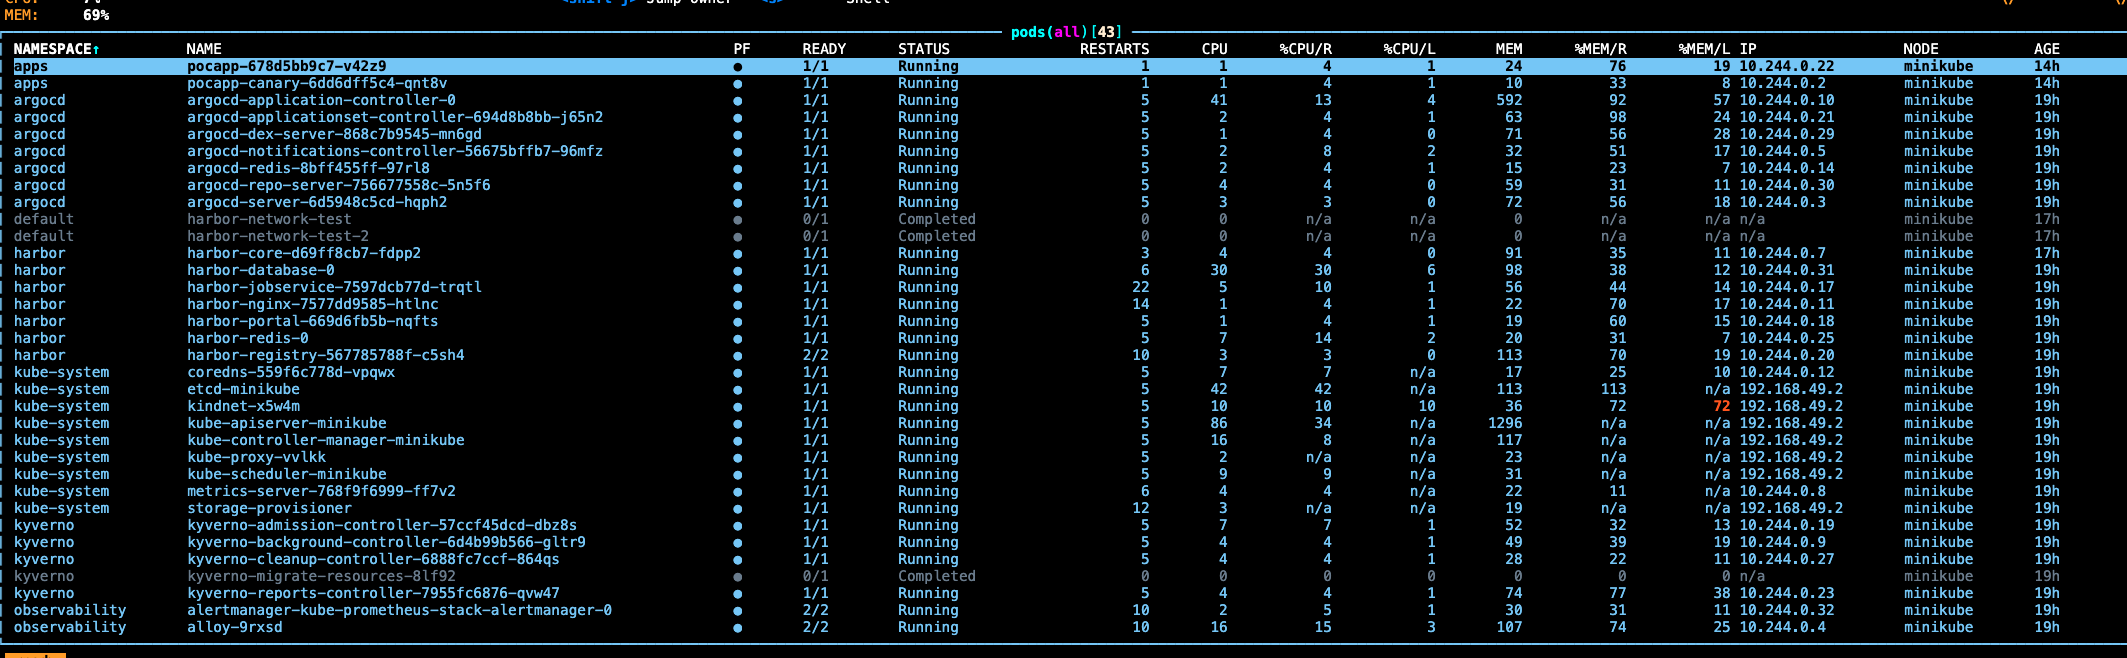 MEM: 69%
pods(all)[43]
NAMESPACE↑ NAME PF READY STATUS RESTARTS CPU %CPU/R %CPU/L MEM %MEM/R %MEM/L IP NODE AGE
apps pocapp-678d5bb9c7-v42z9 ● 1/1 Running 1 1 4 1 24 76 19 10.244.0.22 minikube 14h
apps pocapp-canary-6dd6dff5c4-qnt8v ● 1/1 Running 1 1 4 1 10 33 8 10.244.0.2 minikube 14h
argocd argocd-application-controller-0 ● 1/1 Running 5 41 13 4 592 92 57 10.244.0.10 minikube 19h
argocd argocd-applicationset-controller-694d8b8bb-j65n2 ● 1/1 Running 5 2 4 1 63 98 24 10.244.0.21 minikube 19h
argocd argocd-dex-server-868c7b9545-mn6gd ● 1/1 Running 5 1 4 0 71 56 28 10.244.0.29 minikube 19h
argocd argocd-notifications-controller-56675bffb7-96mfz ● 1/1 Running 5 2 8 2 32 51 17 10.244.0.5 minikube 19h
argocd argocd-redis-8bff455ff-97rl8 ● 1/1 Running 5 2 4 1 15 23 7 10.244.0.14 minikube 19h
argocd argocd-repo-server-756677558c-5n5f6 ● 1/1 Running 5 4 4 0 59 31 11 10.244.0.30 minikube 19h
argocd argocd-server-6d5948c5cd-hqph2 ● 1/1 Running 5 3 3 0 72 56 18 10.244.0.3 minikube 19h
default harbor-network-test ● 0/1 Completed 0 0 n/a n/a 0 n/a n/a n/a minikube 17h
default harbor-network-test-2 ● 0/1 Completed 0 0 n/a n/a 0 n/a n/a n/a minikube 17h
harbor harbor-core-d69ff8cb7-fdpp2 ● 1/1 Running 3 4 4 0 91 35 11 10.244.0.7 minikube 17h
harbor harbor-database-0 ● 1/1 Running 6 30 30 6 98 38 12 10.244.0.31 minikube 19h
harbor harbor-jobservice-7597dcb77d-trqtl ● 1/1 Running 22 5 10 1 56 44 14 10.244.0.17 minikube 19h
harbor harbor-nginx-7577dd9585-htlnc ● 1/1 Running 14 1 4 1 22 70 17 10.244.0.11 minikube 19h
harbor harbor-portal-669d6fb5b-nqfts ● 1/1 Running 5 1 4 1 19 60 15 10.244.0.18 minikube 19h
harbor harbor-redis-0 ● 1/1 Running 5 7 14 2 20 31 7 10.244.0.25 minikube 19h
harbor harbor-registry-567785788f-c5sh4 ● 2/2 Running 10 3 3 0 113 70 19 10.244.0.20 minikube 19h
kube-system coredns-559f6c778d-vpqwx ● 1/1 Running 5 7 7 n/a 17 25 10 10.244.0.12 minikube 19h
kube-system etcd-minikube ● 1/1 Running 5 42 42 n/a 113 113 n/a 192.168.49.2 minikube 19h
kube-system kindnet-x5w4m ● 1/1 Running 5 10 10 10 36 72 72 192.168.49.2 minikube 19h
kube-system kube-apiserver-minikube ● 1/1 Running 5 86 34 n/a 1296 n/a n/a 192.168.49.2 minikube 19h
kube-system kube-controller-manager-minikube ● 1/1 Running 5 16 8 n/a 117 n/a n/a 192.168.49.2 minikube 19h
kube-system kube-proxy-vvlkk ● 1/1 Running 5 2 n/a n/a 23 n/a n/a 192.168.49.2 minikube 19h
kube-system kube-scheduler-minikube ● 1/1 Running 5 9 9 n/a 31 n/a n/a 192.168.49.2 minikube 19h
kube-system metrics-server-768f9f6999-ff7v2 ● 1/1 Running 6 4 4 n/a 22 11 n/a 10.244.0.8 minikube 19h
kube-system storage-provisioner ● 1/1 Running 12 3 n/a n/a 19 n/a n/a 192.168.49.2 minikube 19h
kyverno kyverno-admission-controller-57ccf45dcd-dbz8s ● 1/1 Running 5 7 7 1 52 32 13 10.244.0.19 minikube 19h
kyverno kyverno-background-controller-6d4b99b566-gltr9 ● 1/1 Running 5 4 4 1 49 39 19 10.244.0.9 minikube 19h
kyverno kyverno-cleanup-controller-6888fc7ccf-864qs ● 1/1 Running 5 4 4 1 28 22 11 10.244.0.27 minikube 19h
kyverno kyverno-migrate-resources-8lf92 ● 0/1 Completed 0 0 0 0 0 0 0 n/a minikube 19h
kyverno kyverno-reports-controller-7955fc6876-qvw47 ● 1/1 Running 5 4 4 1 74 77 38 10.244.0.23 minikube 19h
observability alertmanager-kube-prometheus-stack-alertmanager-0 ● 2/2 Running 10 2 5 1 30 31 11 10.244.0.32 minikube 19h
observability alloy-9rxsd ● 2/2 Running 10 16 15 3 107 74 25 10.244.0.4 minikube 19h